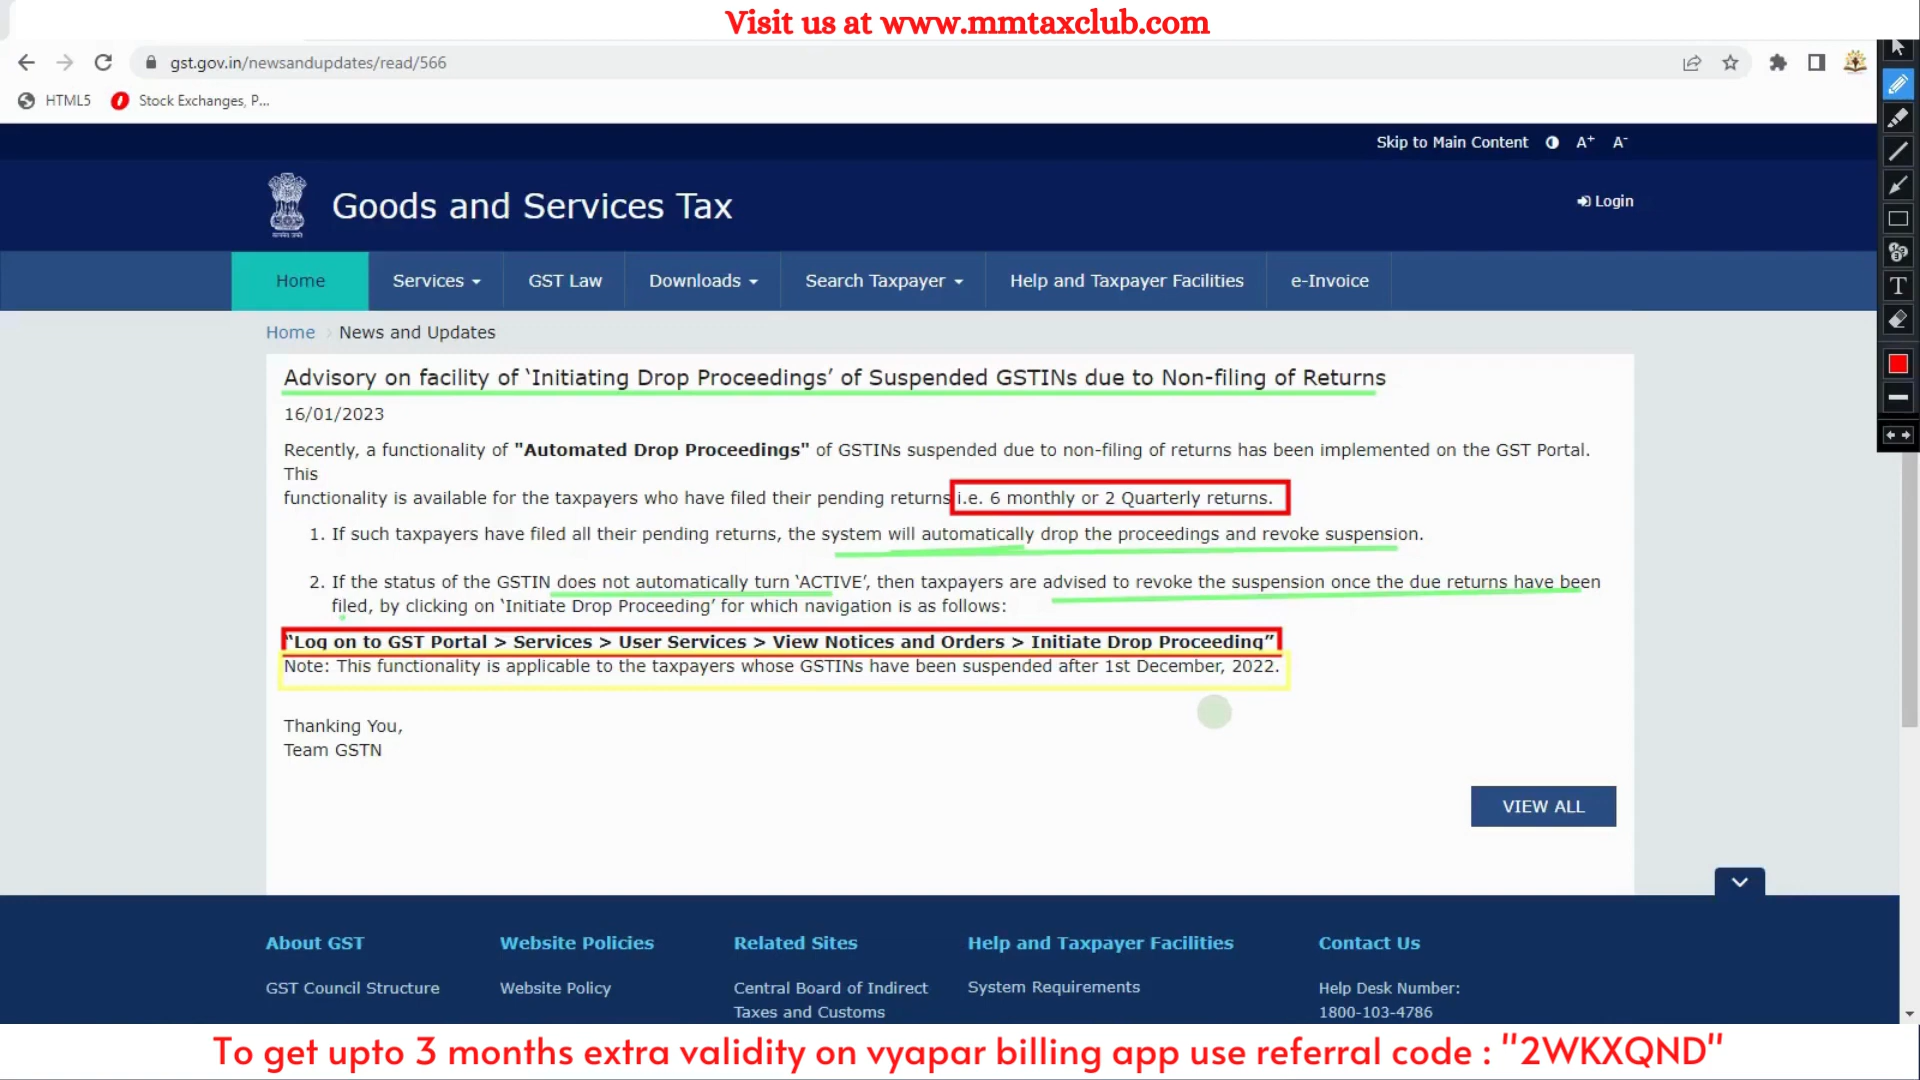 Visit us at www.mmtaxclub.com
gst.gov.in/newsandupdates/read/566
HTML5 Stock Exchanges, P...
Skip to Main Content A+ A-
Goods and Services Tax
Login
Home Services GST Law Downloads Search Taxpayer Help and Taxpayer Facilities e-Invoice
Home › News and Updates
Advisory on facility of ‘Initiating Drop Proceedings’ of Suspended GSTINs due to Non-filing of Returns
16/01/2023
Recently, a functionality of "Automated Drop Proceedings" of GSTINs suspended due to non-filing of returns has been implemented on the GST Portal.
This
functionality is available for the taxpayers who have filed their pending returns i.e. 6 monthly or 2 Quarterly returns.
1. If such taxpayers have filed all their pending returns, the system will automatically drop the proceedings and revoke suspension.
2. If the status of the GSTIN does not automatically turn ‘ACTIVE’, then taxpayers are advised to revoke the suspension once the due returns have been
filed, by clicking on ‘Initiate Drop Proceeding’ for which navigation is as follows:
“Log on to GST Portal > Services > User Services > View Notices and Orders > Initiate Drop Proceeding”
Note: This functionality is applicable to the taxpayers whose GSTINs have been suspended after 1st December, 2022.
Thanking You,
Team GSTN
VIEW ALL
About GST Website Policies Related Sites Help and Taxpayer Facilities Contact Us
GST Council Structure Website Policy Central Board of Indirect System Requirements Help Desk Number:
Taxes and Customs 1800-103-4786
To get upto 3 months extra validity on vyapar billing app use referral code : "2WKXQND"